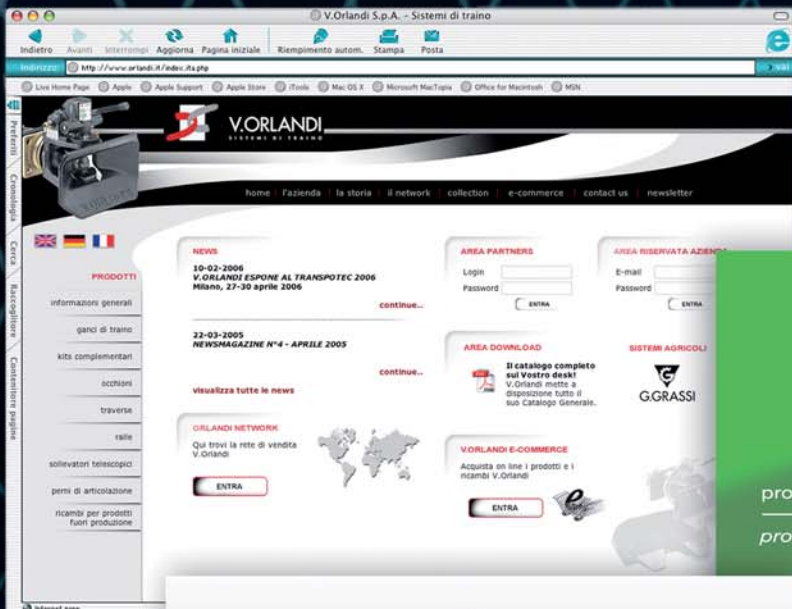 V.Orlandi S.p.A. – Sistemi di traino
Indietro Avanti Interrompi Aggiorna Pagina iniziale Riempimento autom. Stampa Posta
Indirizzo: http://www.orlandi.it/index.ita.php vai
Live Home Page Apple Apple Support Apple Store iTools Mac OS X Microsoft MacTopia Office for Macintosh MSN
Preferiti
Cronologia
Cerca
Raccoglitore
Contenitore pagine
V.ORLANDI
SISTEMI DI TRAINO
home l'azienda la storia il network collection e-commerce contact us newsletter
PRODOTTI
informazioni generali
ganci di traino
kits complementari
occhioni
traverse
ralle
sollevatori telescopici
perni di articolazione
ricambi per prodotti
fuori produzione
NEWS
10-02-2006
V.ORLANDI ESPONE AL TRANSPOTEC 2006
Milano, 27-30 aprile 2006
continue..
22-03-2005
NEWSMAGAZINE N°4 - APRILE 2005
continue..
visualizza tutte le news
ORLANDI NETWORK
Qui trovi la rete di vendita
V.Orlandi
ENTRA
AREA PARTNERS
Login
Password
ENTRA
AREA RISERVATA AZIENDA
E-mail
Password
ENTRA
AREA DOWNLOAD
Il catalogo completo
sul Vostro desk!
V.Orlandi mette a
disposizione tutto il
suo Catalogo Generale.
SISTEMI AGRICOLI
G.GRASSI
V.ORLANDI E-COMMERCE
Acquista on line i prodotti e i
ricambi V.Orlandi
ENTRA
pro
pro
Internet area